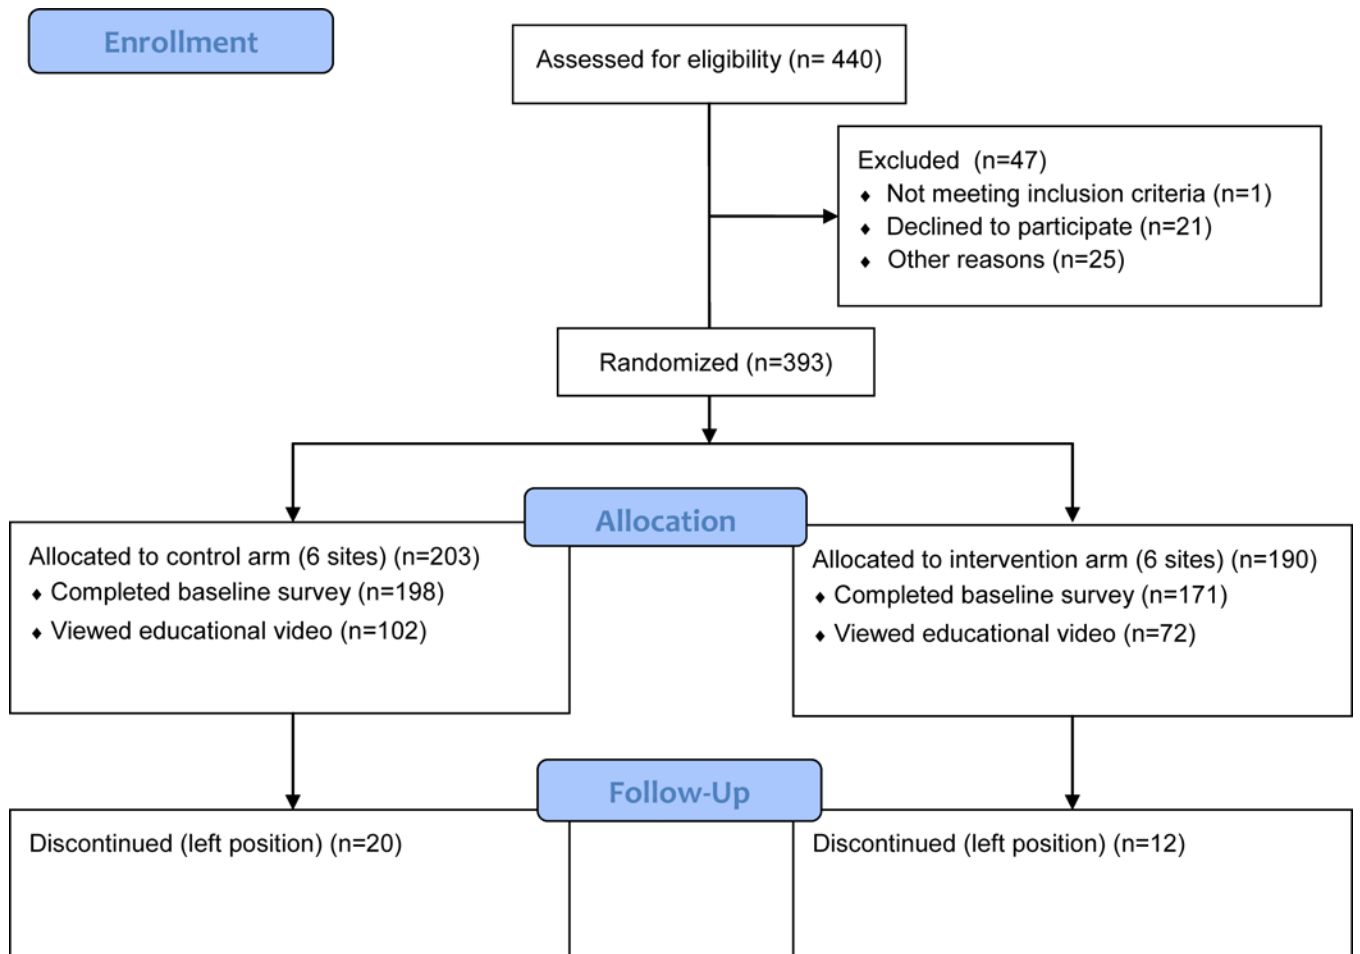 Enrollment
Assessed for eligibility (n= 440)
Excluded (n=47)
♦ Not meeting inclusion criteria (n=1)
♦ Declined to participate (n=21)
♦ Other reasons (n=25)
Randomized (n=393)
Allocation
Allocated to control arm (6 sites) (n=203)
♦ Completed baseline survey (n=198)
♦ Viewed educational video (n=102)
Allocated to intervention arm (6 sites) (n=190)
♦ Completed baseline survey (n=171)
♦ Viewed educational video (n=72)
Follow-Up
Discontinued (left position) (n=20)
Discontinued (left position) (n=12)